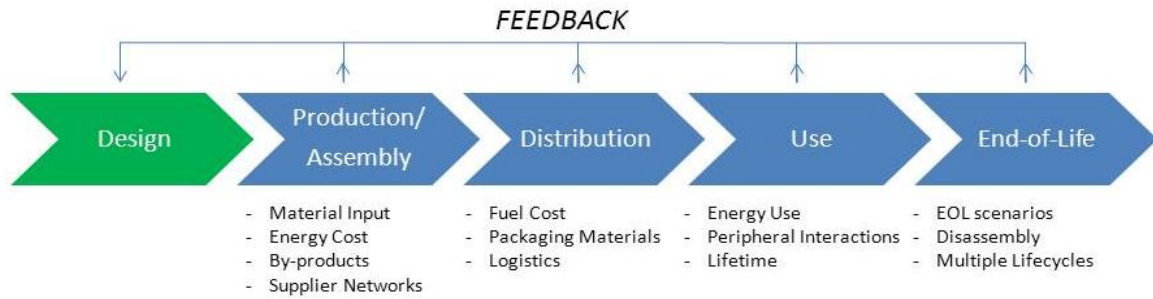 FEEDBACK
Design
Production/
Assembly
Distribution
Use
End-of-Life
- Material Input
- Energy Cost
- By-products
- Supplier Networks
- Fuel Cost
- Packaging Materials
- Logistics
- Energy Use
- Peripheral Interactions
- Lifetime
- EOL scenarios
- Disassembly
- Multiple Lifecycles